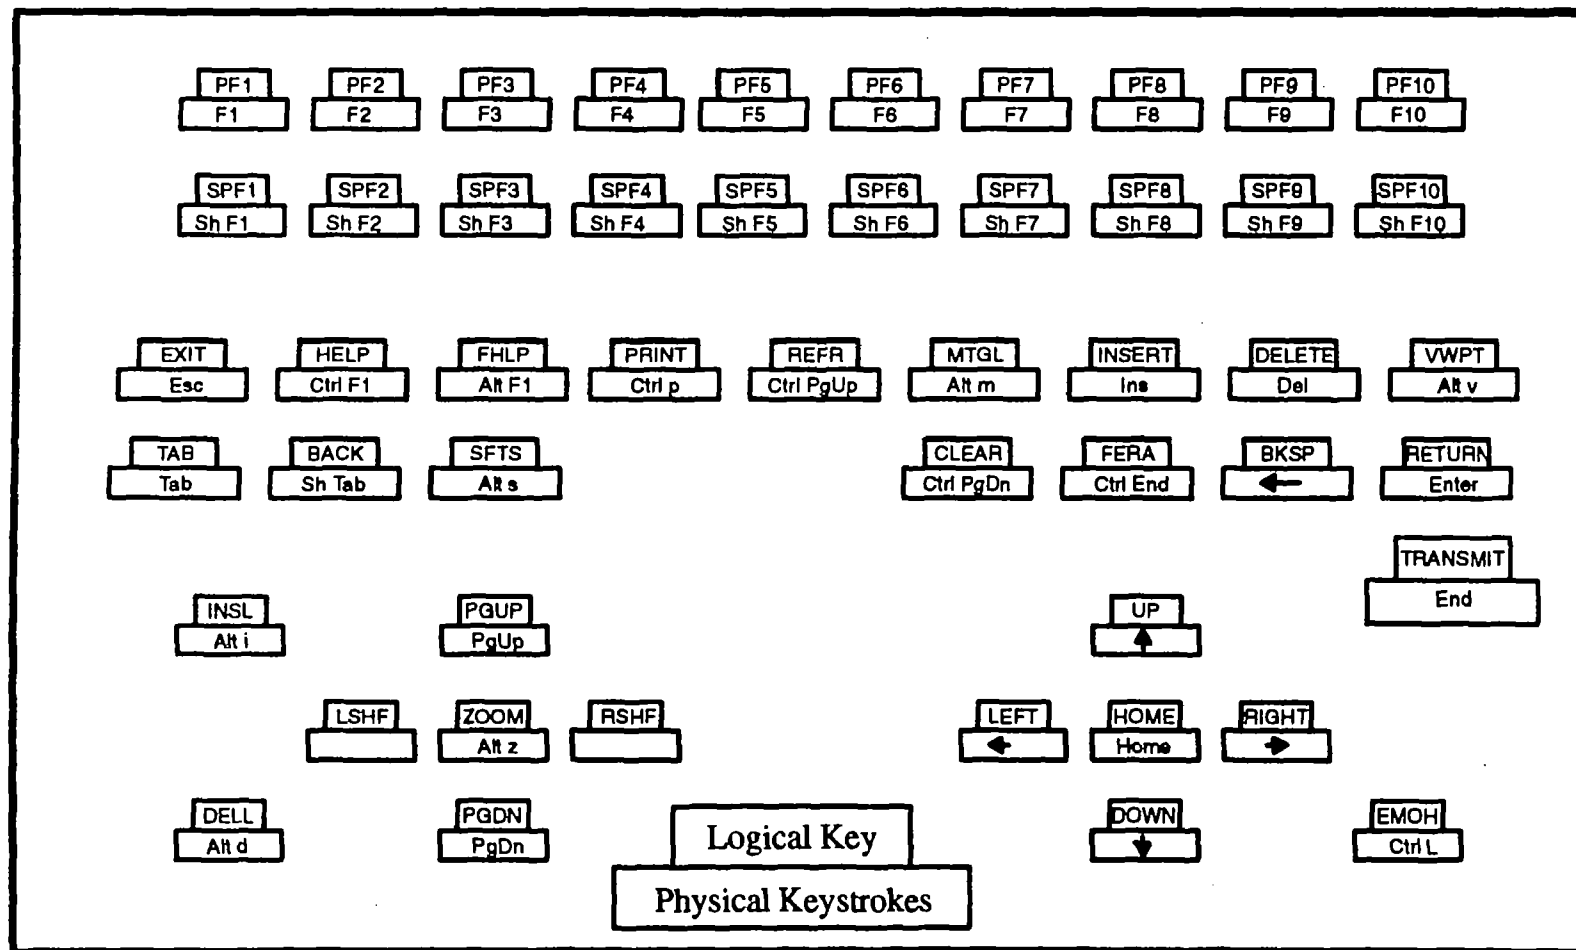 PF1 PF2 PF3 PF4 PF5 PF6 PF7 PF8 PF9 PF10
F1 F2 F3 F4 F5 F6 F7 F8 F9 F10
SPF1 SPF2 SPF3 SPF4 SPF5 SPF6 SPF7 SPF8 SPF9 SPF10
Sh F1 Sh F2 Sh F3 Sh F4 Sh F5 Sh F6 Sh F7 Sh F8 Sh F9 Sh F10
EXIT HELP FHLP PRINT REFR MTGL INSERT DELETE VWPT
Esc Ctrl F1 Alt F1 Ctrl p Ctrl PgUp Alt m Ins Del Alt v
TAB BACK SFTS CLEAR FERA BKSP RETURN
Tab Sh Tab Alt s Ctrl PgDn Ctrl End ← Enter
TRANSMIT
End
INSL PGUP UP
Alt i PgUp ↑
LSHF ZOOM RSHF LEFT HOME RIGHT
Alt z ← Home →
DELL PGDN DOWN EMOH
Alt d PgDn ↓ Ctrl L
Logical Key
Physical Keystrokes